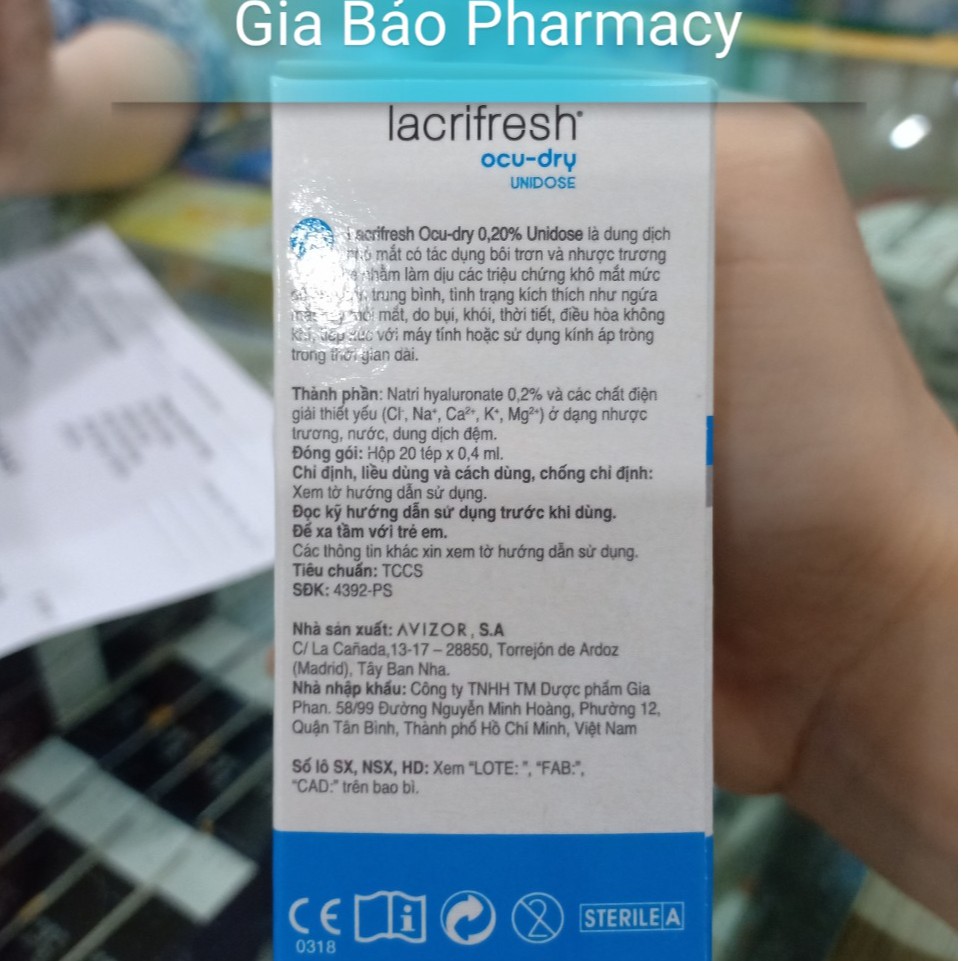 Gia Bảo Pharmacy
lacrifresh®
ocu-dry
UNIDOSE
Lacrifresh Ocu-dry 0,20% Unidose là dung dịch
nhỏ mắt có tác dụng bôi trơn và nhược trương
nhằm làm dịu các triệu chứng khô mắt mức
trung bình, tình trạng kích thích như ngứa
mỏi mắt, do bụi, khói, thời tiết, điều hòa không
khí, tiếp xúc với máy tính hoặc sử dụng kính áp tròng
trong thời gian dài.
Thành phần: Natri hyaluronate 0,2% và các chất điện
giải thiết yếu (Cl⁻, Na⁺, Ca²⁺, K⁺, Mg²⁺) ở dạng nhược
trương, nước, dung dịch đệm.
Đóng gói: Hộp 20 tép x 0,4 ml.
Chỉ định, liều dùng và cách dùng, chống chỉ định:
Xem tờ hướng dẫn sử dụng.
Đọc kỹ hướng dẫn sử dụng trước khi dùng.
Để xa tầm với trẻ em.
Các thông tin khác xin xem tờ hướng dẫn sử dụng.
Tiêu chuẩn: TCCS
SĐK: 4392-PS
Nhà sản xuất: AVIZOR, S.A
C/ La Cañada,13-17 – 28850, Torrejón de Ardoz
(Madrid), Tây Ban Nha.
Nhà nhập khẩu: Công ty TNHH TM Dược phẩm Gia
Phan. 58/99 Đường Nguyễn Minh Hoàng, Phường 12,
Quận Tân Bình, Thành phố Hồ Chí Minh, Việt Nam
Số lô SX, NSX, HD: Xem "LOTE: ", "FAB:",
"CAD:" trên bao bì.
CE
0318
STERILE A